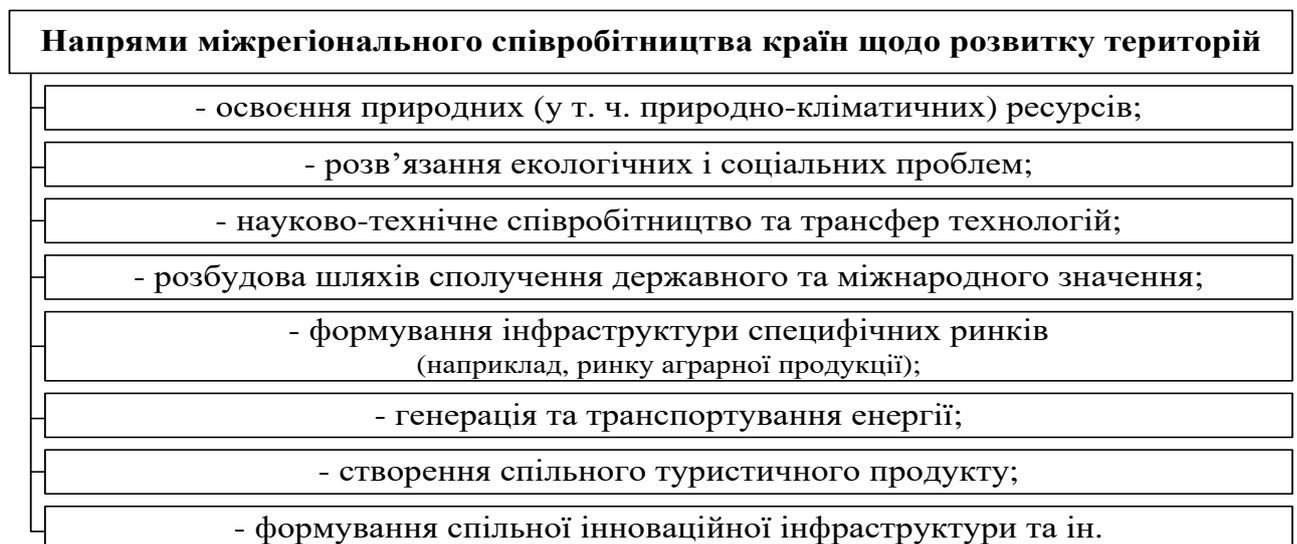 Напрями міжрегіонального співробітництва країн щодо розвитку територій
- освоєння природних (у т. ч. природно-кліматичних) ресурсів;
- розв’язання екологічних і соціальних проблем;
- науково-технічне співробітництво та трансфер технологій;
- розбудова шляхів сполучення державного та міжнародного значення;
- формування інфраструктури специфічних ринків
(наприклад, ринку аграрної продукції);
- генерація та транспортування енергії;
- створення спільного туристичного продукту;
- формування спільної інноваційної інфраструктури та ін.